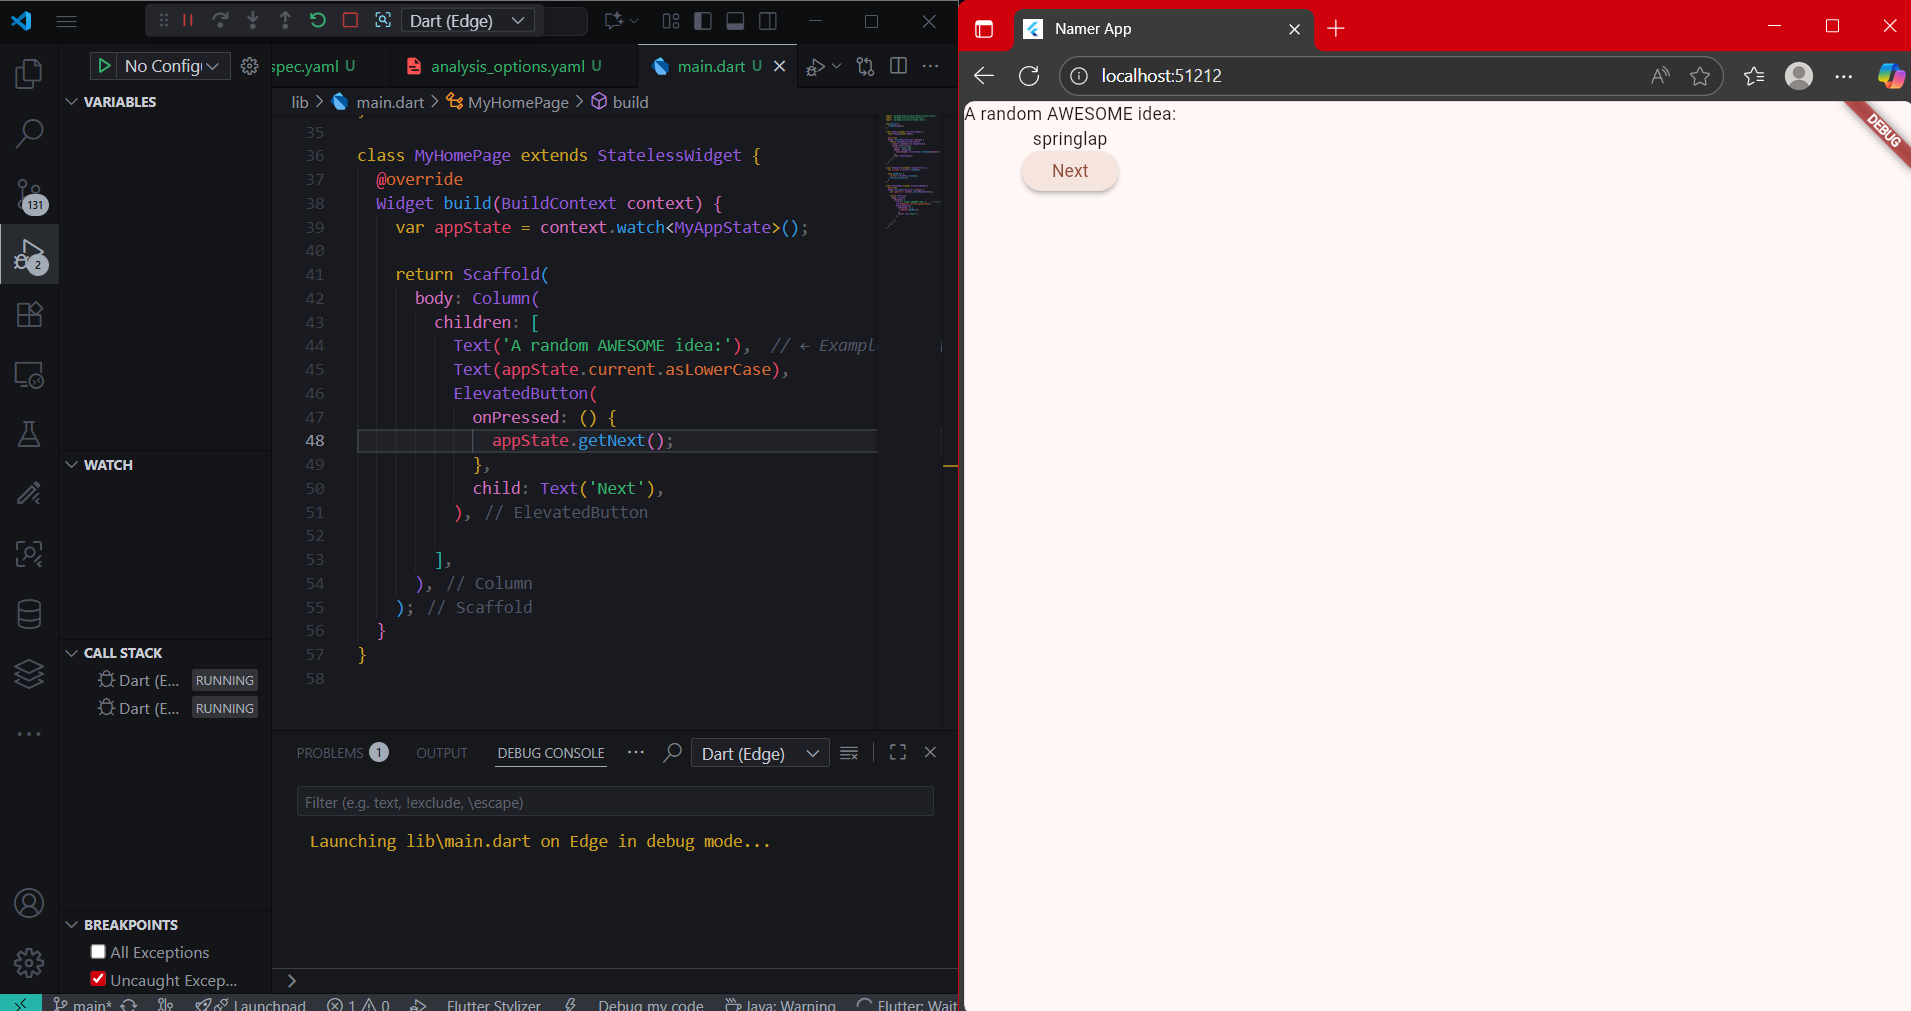 Dart (Edge)
No Config
spec.yaml U
analysis_options.yaml U
main.dart U
lib > main.dart > MyHomePage > build
VARIABLES
WATCH
CALL STACK
Dart (E... RUNNING
Dart (E... RUNNING
BREAKPOINTS
All Exceptions
Uncaught Excep...
131
2
35 }
36 class MyHomePage extends StatelessWidget {
37 @override
38 Widget build(BuildContext context) {
39 var appState = context.watch<MyAppState>();
40
41 return Scaffold(
42 body: Column(
43 children: [
44 Text('A random AWESOME idea:'), // ← Exampl
45 Text(appState.current.asLowerCase),
46 ElevatedButton(
47 onPressed: () {
48 appState.getNext();
49 },
50 child: Text('Next'),
51 ), // ElevatedButton
52
53 ],
54 ), // Column
55 ); // Scaffold
56 }
57 }
58
PROBLEMS 1 OUTPUT DEBUG CONSOLE ... Dart (Edge)
Filter (e.g. text, !exclude, \escape)
Launching lib\main.dart on Edge in debug mode...
main* Launchpad 1 0 Flutter Stylizer Debug my code Java: Warning Flutter: Wait
Namer App
localhost:51212
A random AWESOME idea:
springlap
Next
DEBUG